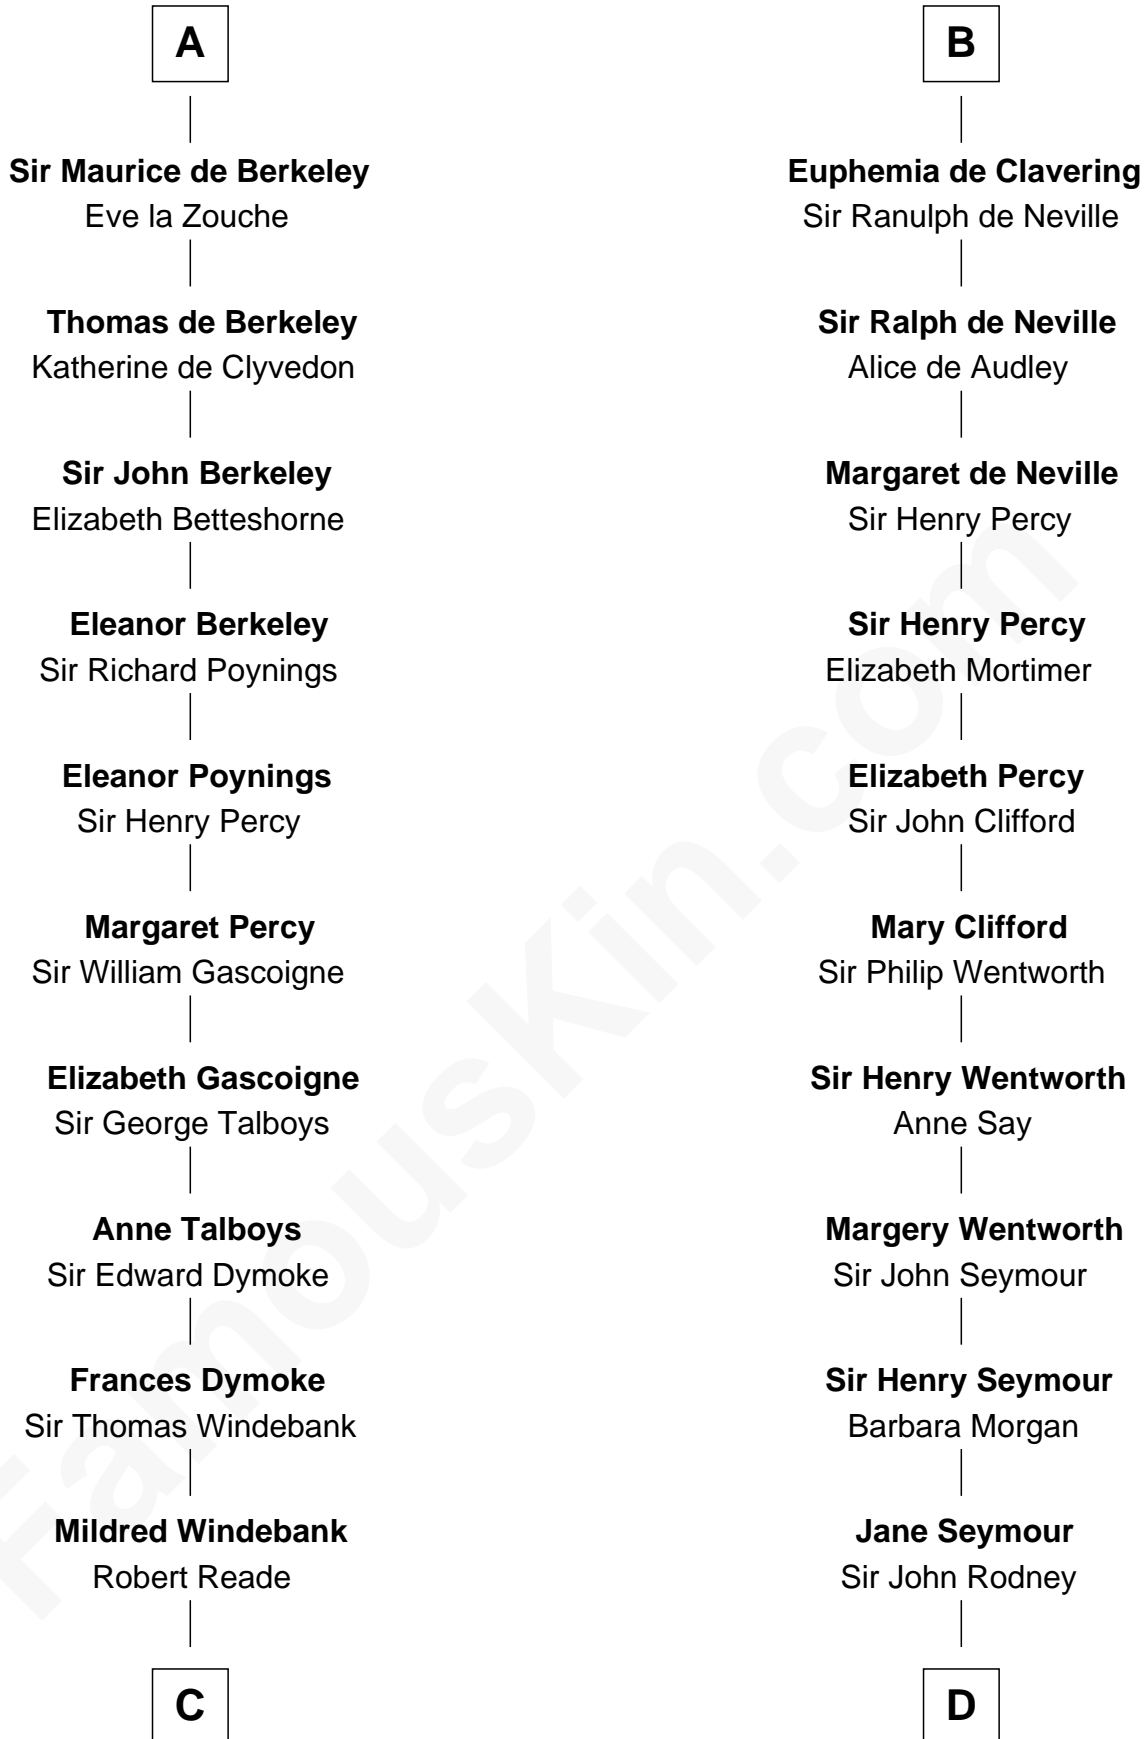 A
Sir Maurice de Berkeley
Eve la Zouche
Thomas de Berkeley
Katherine de Clyvedon
Sir John Berkeley
Elizabeth Betteshorne
Eleanor Berkeley
Sir Richard Poynings
Eleanor Poynings
Sir Henry Percy
Margaret Percy
Sir William Gascoigne
Elizabeth Gascoigne
Sir George Talboys
Anne Talboys
Sir Edward Dymoke
Frances Dymoke
Sir Thomas Windebank
Mildred Windebank
Robert Reade
C
B
Euphemia de Clavering
Sir Ranulph de Neville
Sir Ralph de Neville
Alice de Audley
Margaret de Neville
Sir Henry Percy
Sir Henry Percy
Elizabeth Mortimer
Elizabeth Percy
Sir John Clifford
Mary Clifford
Sir Philip Wentworth
Sir Henry Wentworth
Anne Say
Margery Wentworth
Sir John Seymour
Sir Henry Seymour
Barbara Morgan
Jane Seymour
Sir John Rodney
D
FamousKin.com